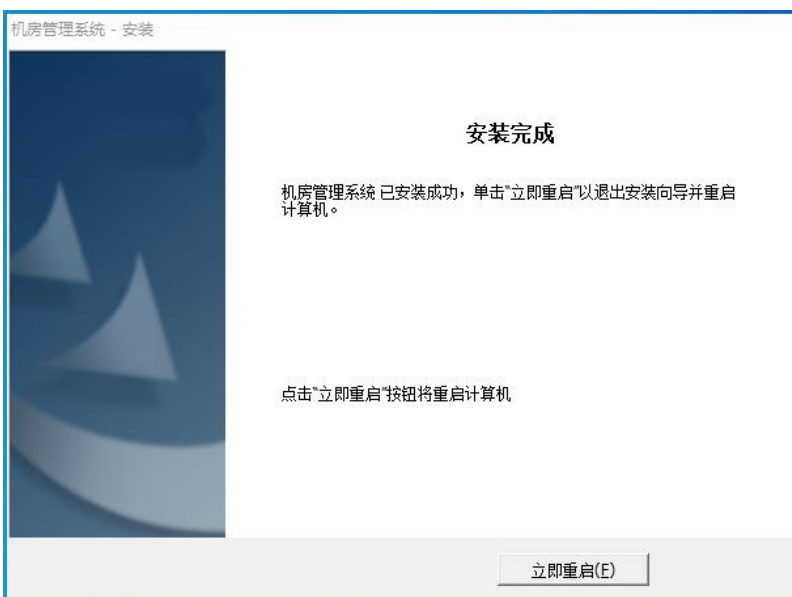 机房管理系统 - 安装
安装完成
机房管理系统 已安装成功，单击“立即重启”以退出安装向导并重启
计算机。
点击“立即重启”按钮将重启计算机
立即重启(F)